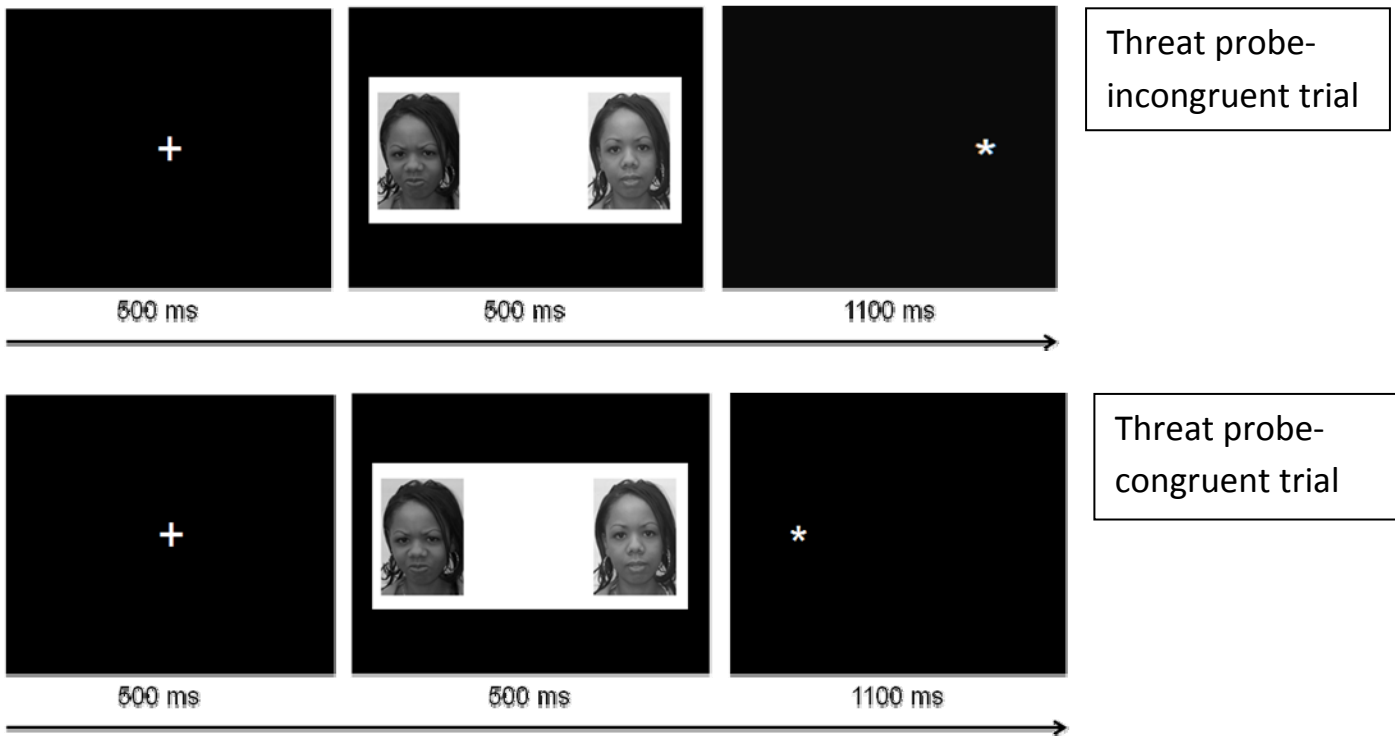 Threat probe-
incongruent trial
+
*
500 ms 500 ms 1100 ms
Threat probe-
congruent trial
+
*
500 ms 500 ms 1100 ms